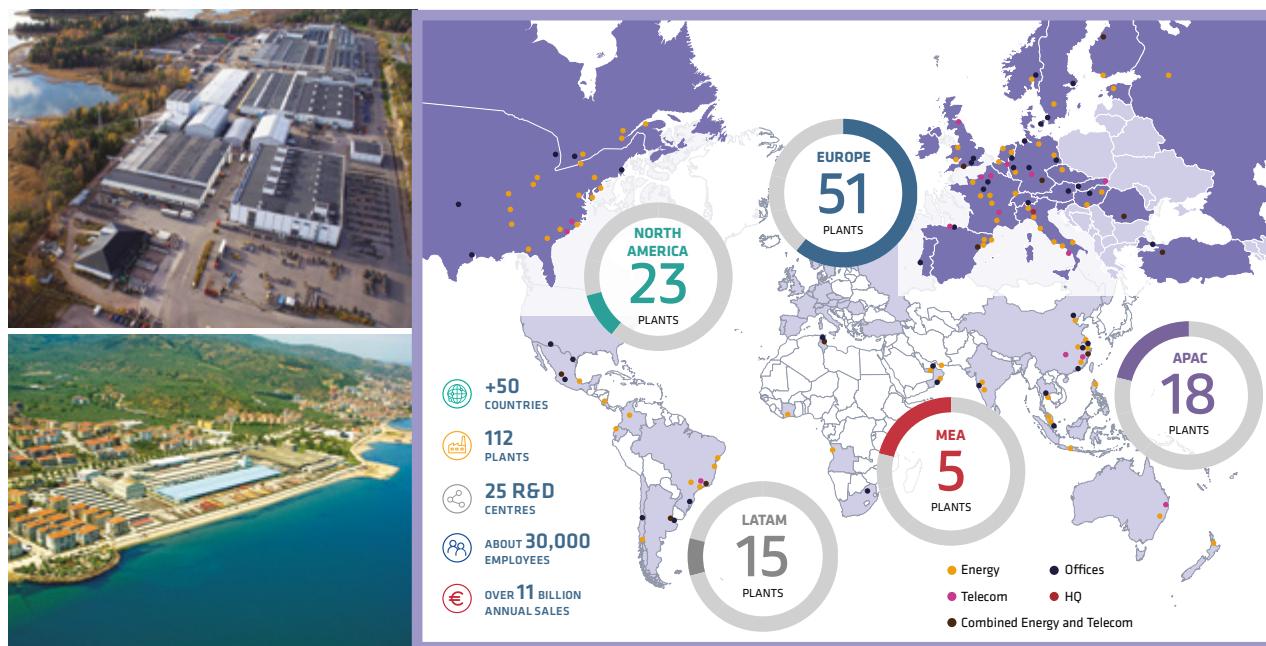 EUROPE
51
PLANTS
NORTH
AMERICA
23
PLANTS
APAC
18
PLANTS
MEA
5
PLANTS
LATAM
15
PLANTS
+50
COUNTRIES
112
PLANTS
25 R&D
CENTRES
ABOUT 30,000
EMPLOYEES
€
OVER 11 BILLION
ANNUAL SALES
Energy
Offices
Telecom
HQ
Combined Energy and Telecom